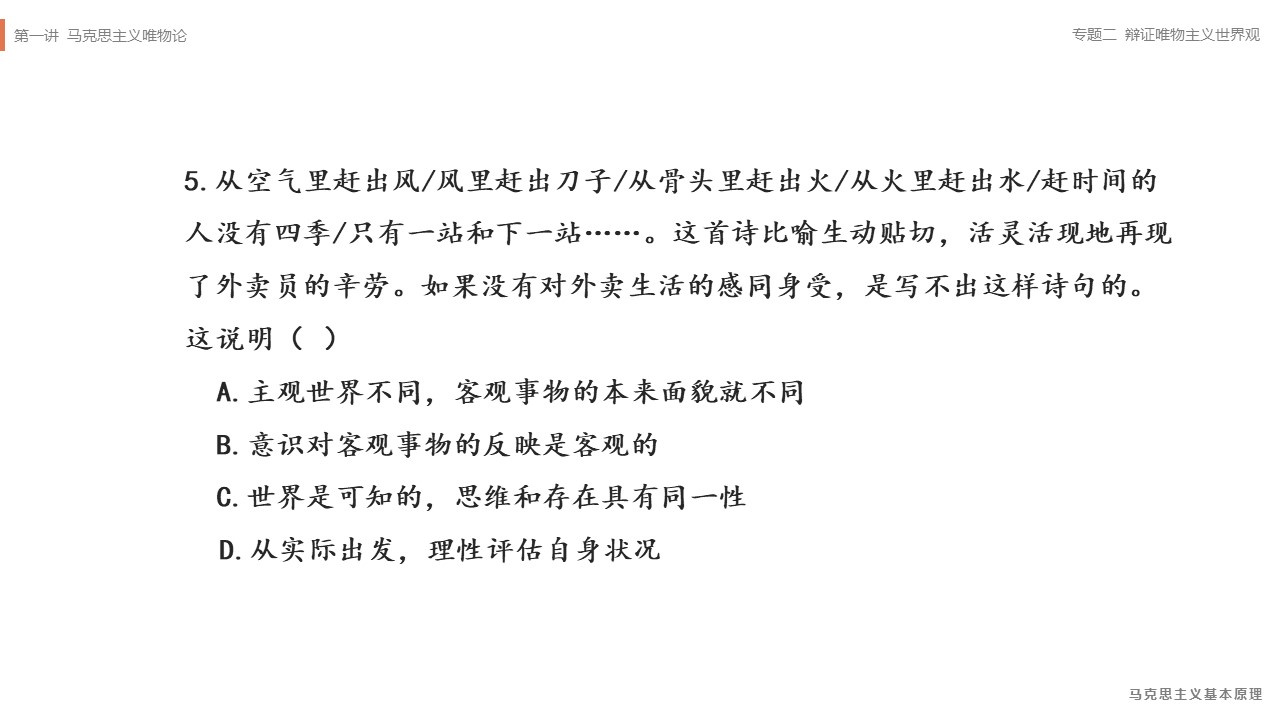 第一讲 马克思主义唯物论
专题二 辩证唯物主义世界观
5.从空气里赶出风/风里赶出刀子/从骨头里赶出火/从火里赶出水/赶时间的
人没有四季/只有一站和下一站……。这首诗比喻生动贴切，活灵活现地再现
了外卖员的辛劳。如果没有对外卖生活的感同身受，是写不出这样诗句的。
这说明（ ）
A.主观世界不同，客观事物的本来面貌就不同
B.意识对客观事物的反映是客观的
C.世界是可知的，思维和存在具有同一性
D.从实际出发，理性评估自身状况
马克思主义基本原理